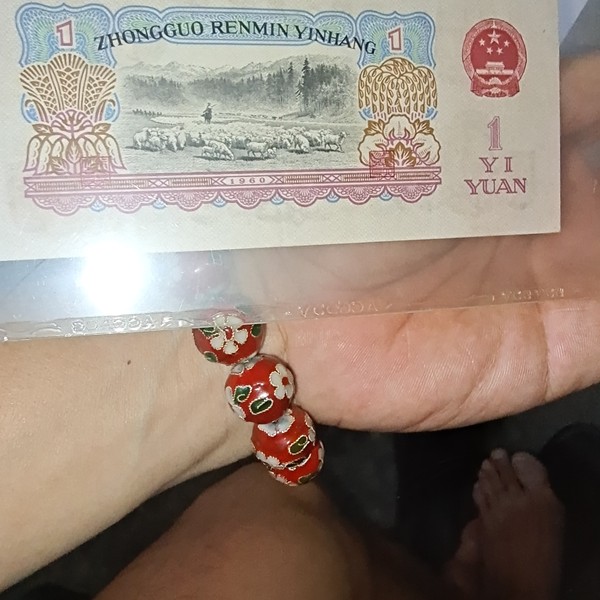 1
ZHONGGUO RENMIN YINHANG
1
1960
1
YI
YUAN